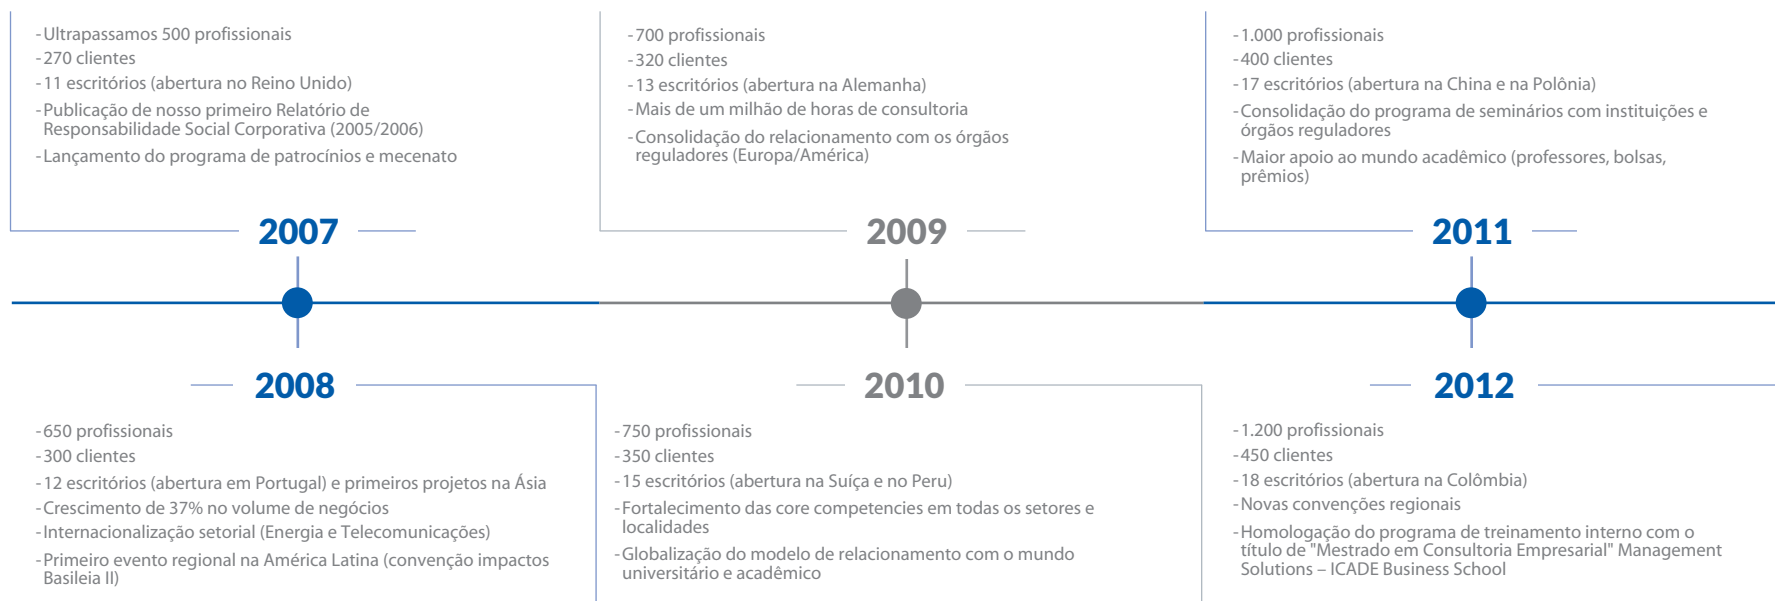 -Ultrapassamos 500 profissionais
-270 clientes
-11 escritórios (abertura no Reino Unido)
-Publicação de nosso primeiro Relatório de
Responsabilidade Social Corporativa (2005/2006)
-Lançamento do programa de patrocínios e mecenato
2007
-700 profissionais
-320 clientes
-13 escritórios (abertura na Alemanha)
-Mais de um milhão de horas de consultoria
-Consolidação do relacionamento com os órgãos
reguladores (Europa/América)
2009
-1.000 profissionais
-400 clientes
-17 escritórios (abertura na China e na Polônia)
-Consolidação do programa de seminários com instituições e
órgãos reguladores
-Maior apoio ao mundo acadêmico (professores, bolsas,
prêmios)
2011
2008
-650 profissionais
-300 clientes
-12 escritórios (abertura em Portugal) e primeiros projetos na Ásia
-Crescimento de 37% no volume de negócios
-Internacionalização setorial (Energia e Telecomunicações)
-Primeiro evento regional na América Latina (convenção impactos
Basileia II)
2010
-750 profissionais
-350 clientes
-15 escritórios (abertura na Suíça e no Peru)
-Fortalecimento das core competencies em todas os setores e
localidades
-Globalização do modelo de relacionamento com o mundo
universitário e acadêmico
2012
-1.200 profissionais
-450 clientes
-18 escritórios (abertura na Colômbia)
-Novas convenções regionais
-Homologação do programa de treinamento interno com o
título de "Mestrado em Consultoria Empresarial" Management
Solutions – ICADE Business School